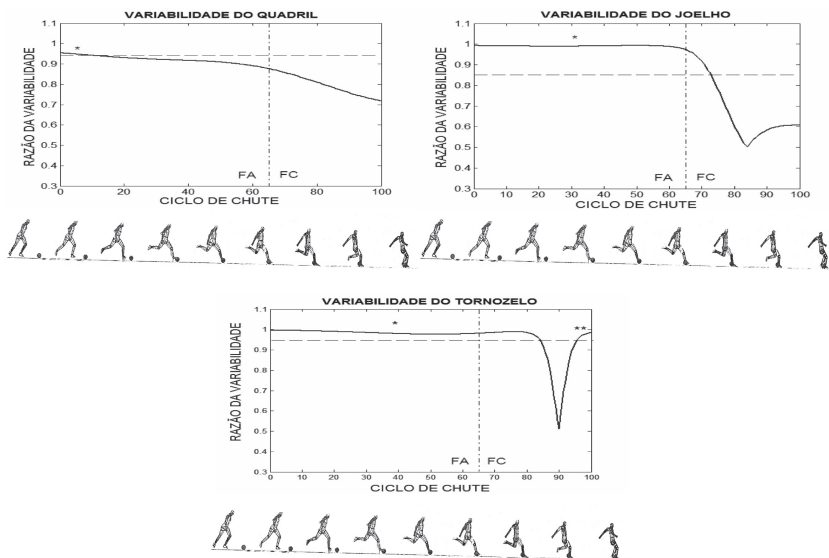 VARIABILIDADE DO QUADRIL
1.1
1
0.9
0.8
0.7
0.6
0.5
0.4
0.3
RAZÃO DA VARIABILIDADE
*
FA FC
0 20 40 60 80 100
CICLO DE CHUTE
VARIABILIDADE DO JOELHO
1.1
1
0.9
0.8
0.7
0.6
0.5
0.4
0.3
RAZÃO DA VARIABILIDADE
*
FA FC
0 10 20 30 40 50 60 70 80 90 100
CICLO DE CHUTE
VARIABILIDADE DO TORNOZELO
1.1
1
0.9
0.8
0.7
0.6
0.5
0.4
0.3
RAZÃO DA VARIABILIDADE
* **
FA FC
0 10 20 30 40 50 60 70 80 90 100
CICLO DE CHUTE